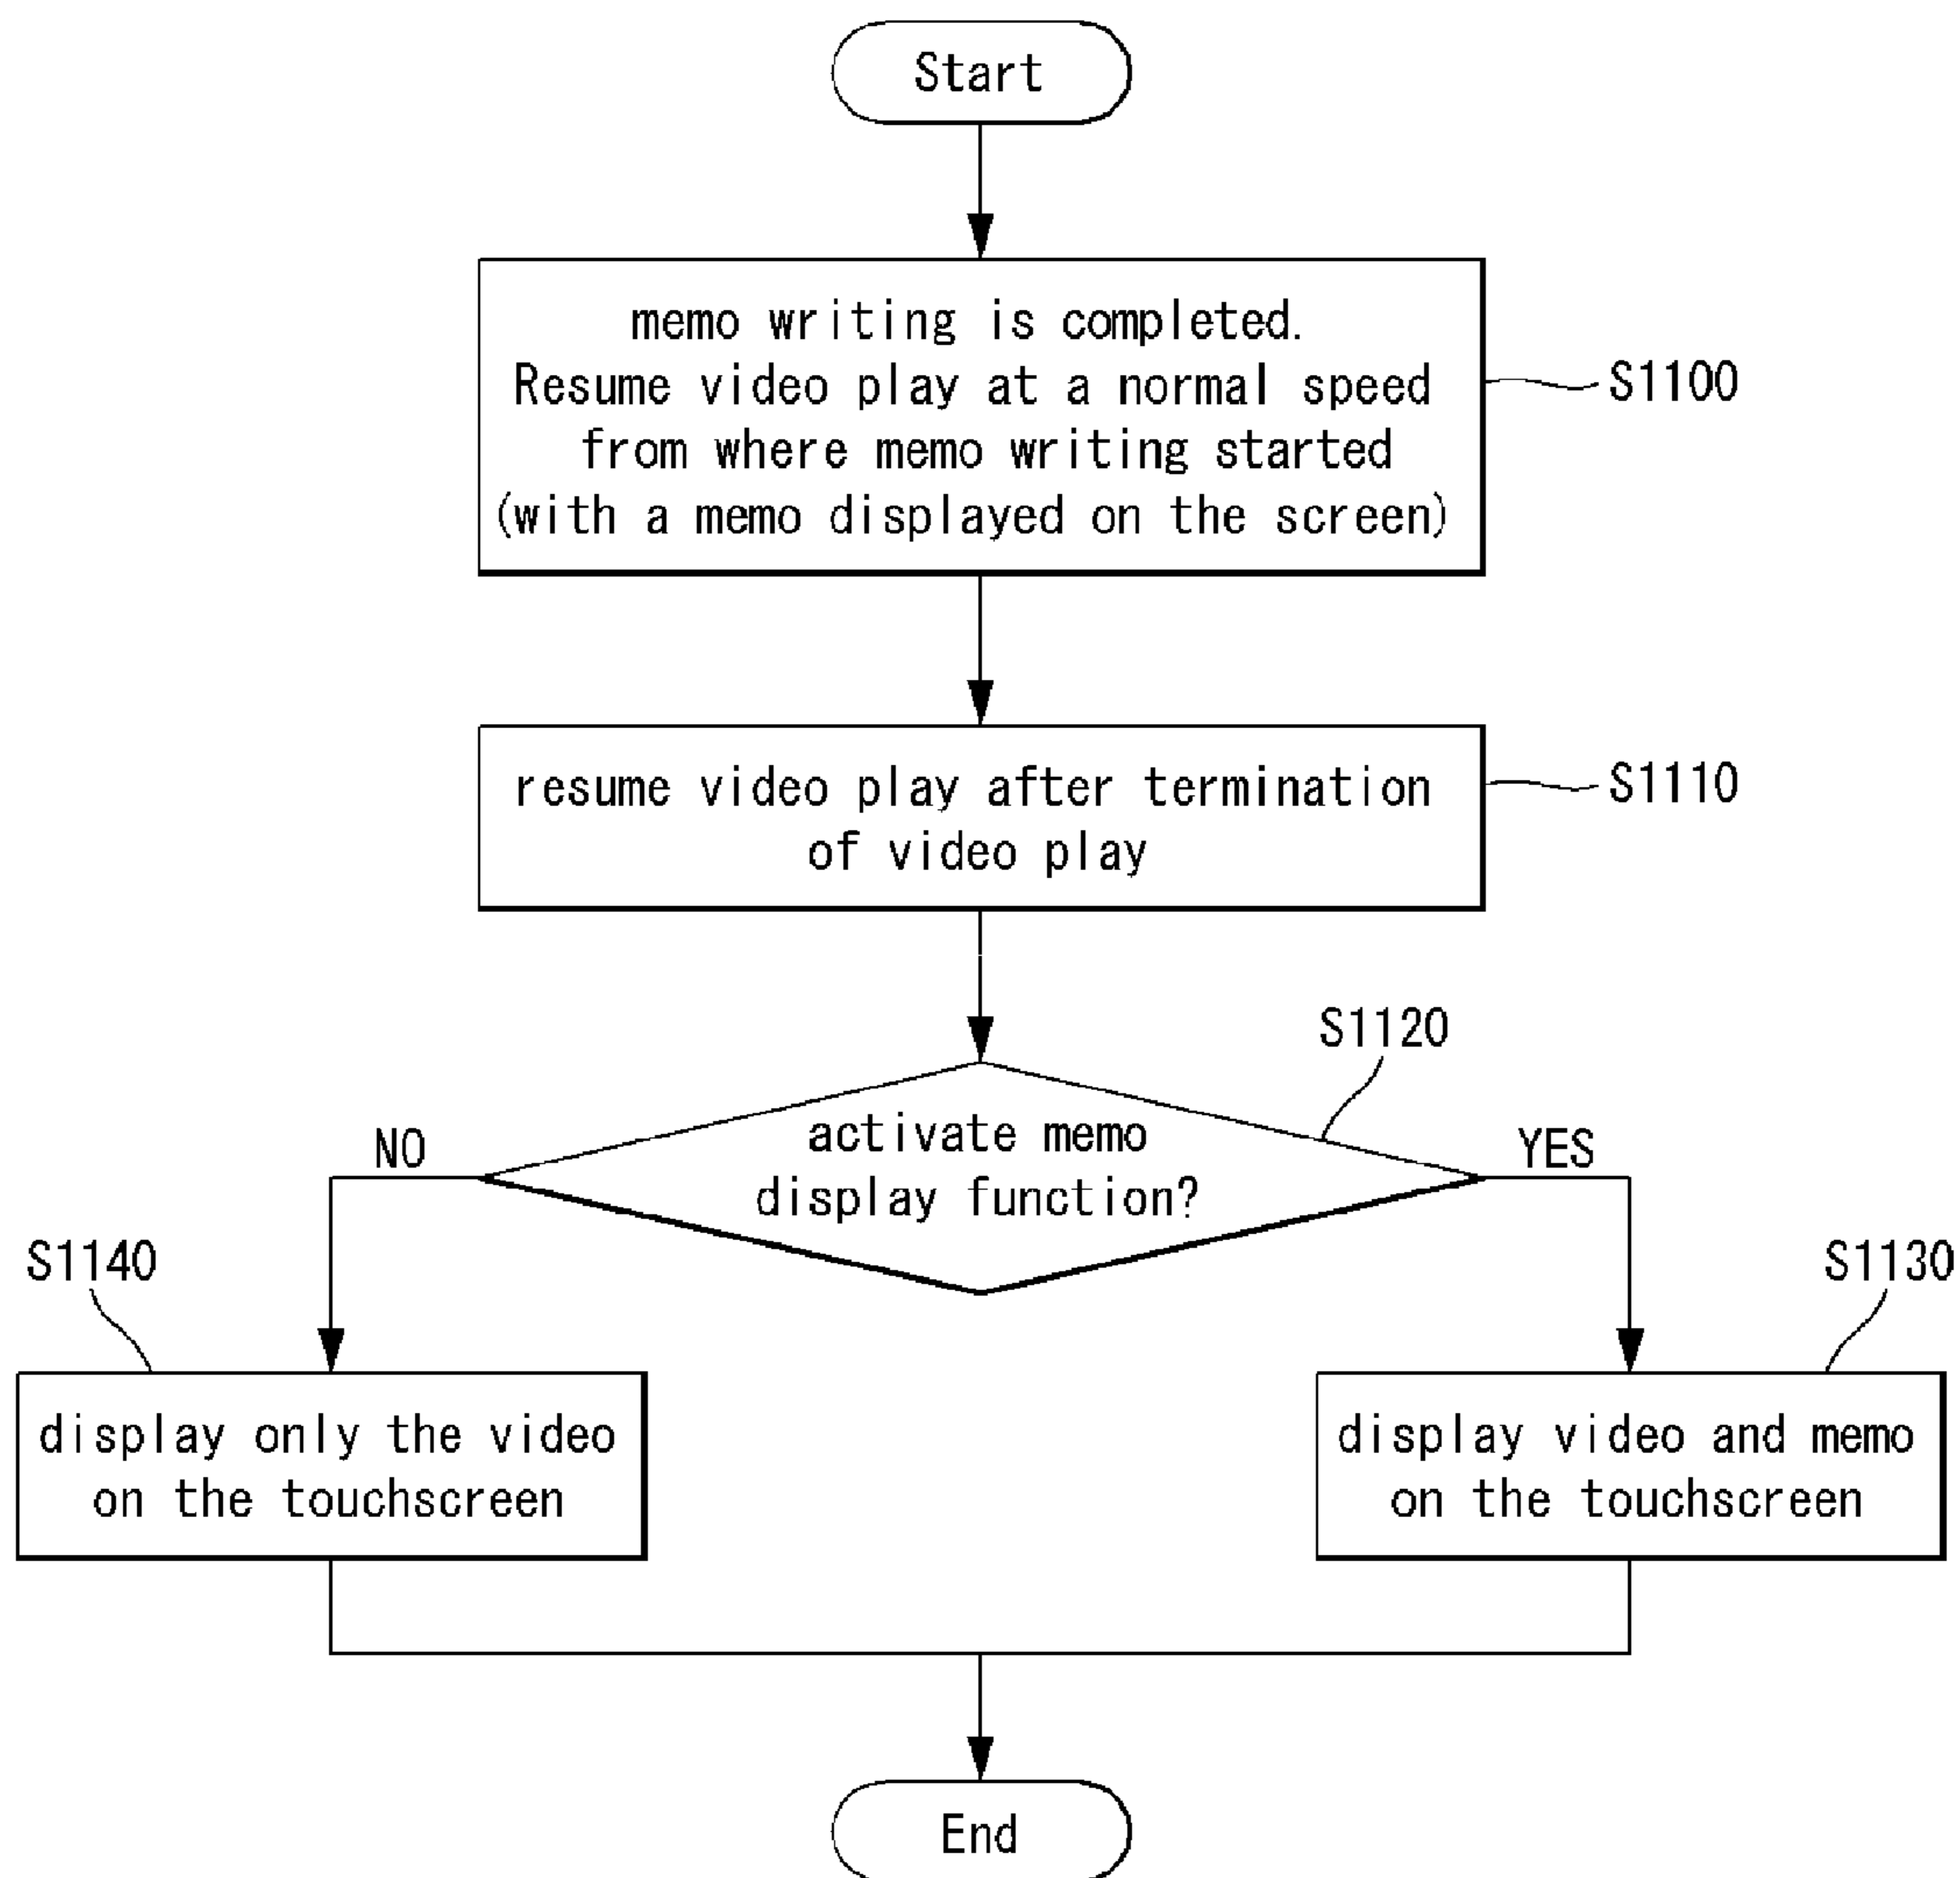 Start
memo writing is completed.
Resume video play at a normal speed
from where memo writing started
(with a memo displayed on the screen)
S1100
resume video play after termination
of video play
S1110
S1120
activate memo
display function?
NO
YES
S1140
S1130
display only the video
on the touchscreen
display video and memo
on the touchscreen
End